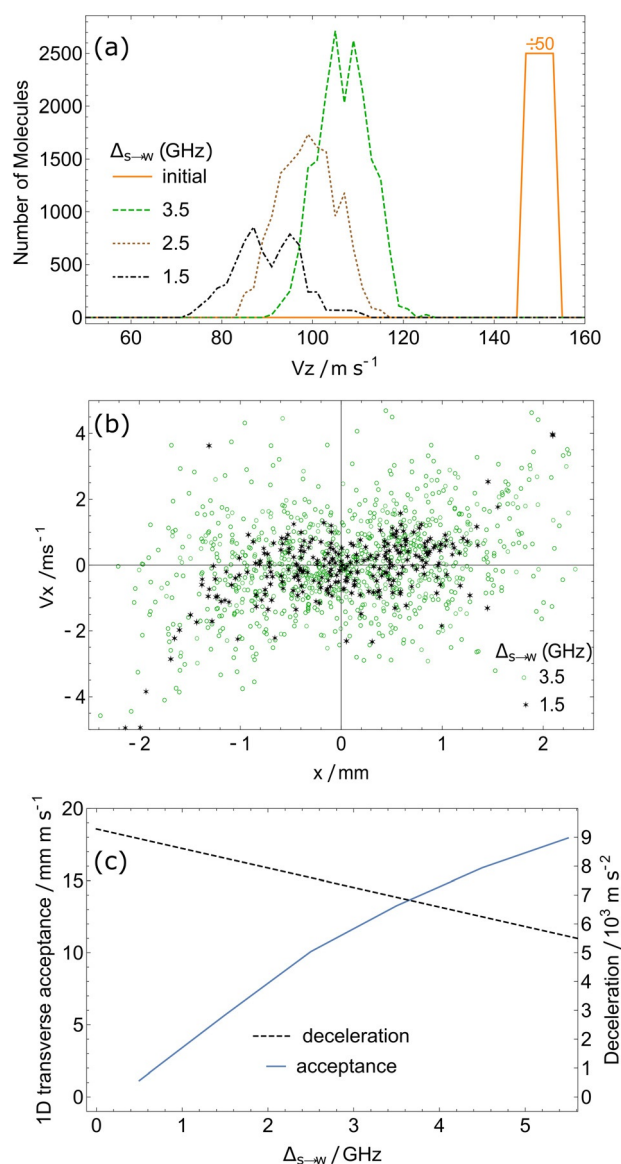 (a)
÷50
2500
2000
1500
1000
500
0
Number of Molecules
Δs→w (GHz)
initial
3.5
2.5
1.5
60 80 100 120 140 160
Vz / m s⁻¹
(b)
4
2
0
-2
-4
Vx /ms⁻¹
Δs→w (GHz)
3.5
1.5
-2 -1 0 1 2
x / mm
(c)
20
15
10
5
0
1D transverse acceptance / mm m s⁻¹
9
8
7
6
5
4
3
2
1
0
Deceleration / 10³ m s⁻²
deceleration
acceptance
0 1 2 3 4 5
Δs→w / GHz